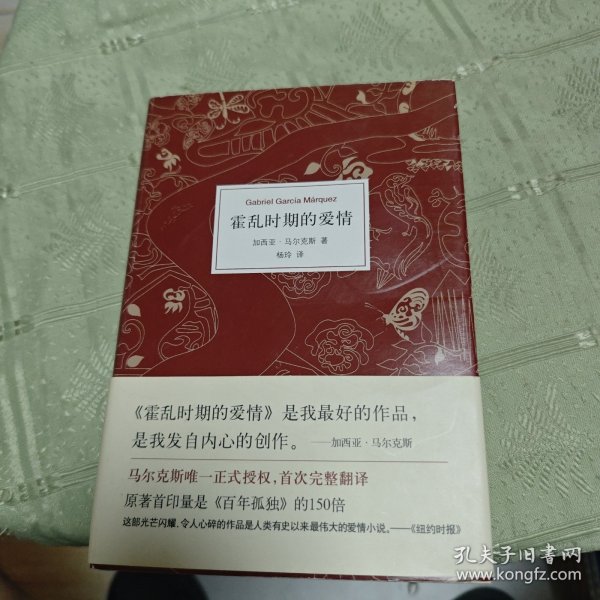 Gabriel García Márquez
霍乱时期的爱情
加西亚·马尔克斯 著
杨玲 译
《霍乱时期的爱情》是我最好的作品，
是我发自内心的创作。——加西亚·马尔克斯
马尔克斯唯一正式授权，首次完整翻译
原著首印量是《百年孤独》的150倍
这部光芒闪耀、令人心碎的作品是人类有史以来最伟大的爱情小说。——《纽约时报》
孔夫子旧书网
www.kongfz.com